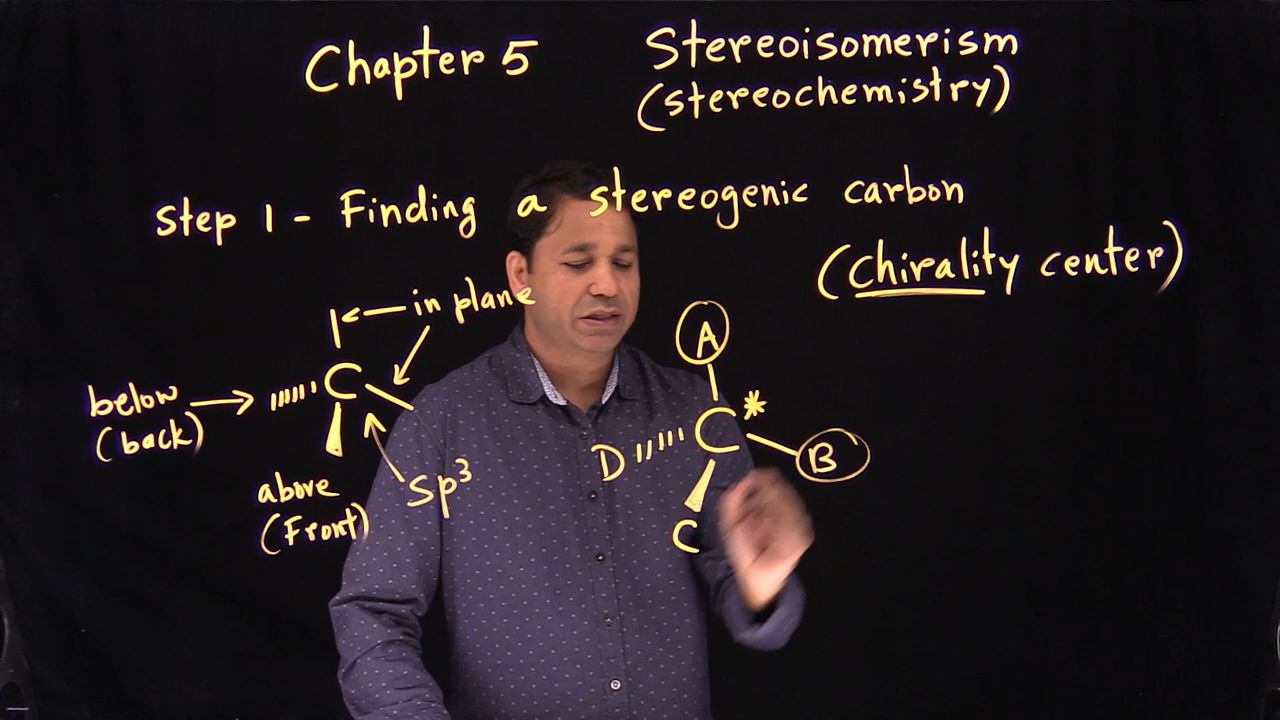 Chapter 5
Stereoisomerism
(stereochemistry)
Step 1 - Finding a stereogenic carbon
(chirality center)
in plane
below
(back)
C
above
(Front)
Sp³
A
C*
B
D
C